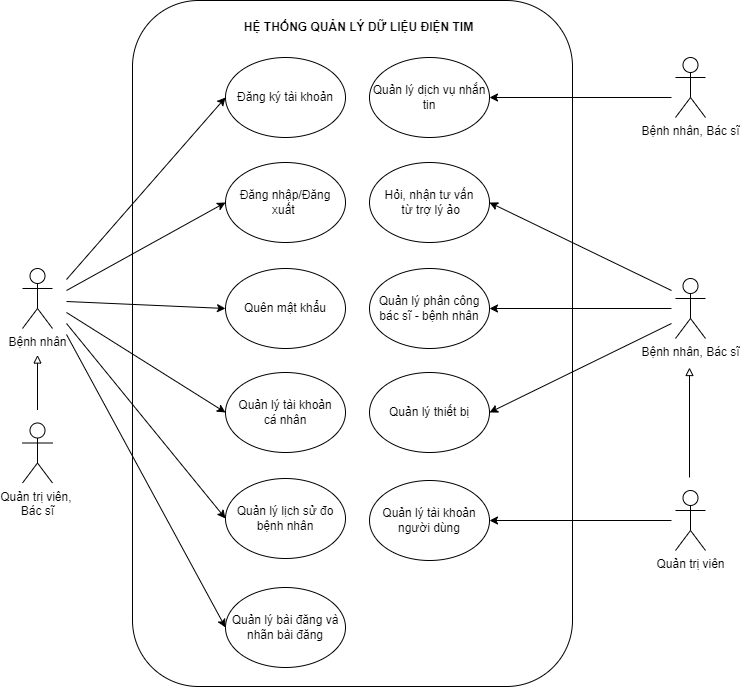 HỆ THỐNG QUẢN LÝ DỮ LIỆU ĐIỆN TIM
Đăng ký tài khoản
Quản lý dịch vụ nhắn
tin
Bệnh nhân, Bác sĩ
Đăng nhập/Đăng
xuất
Hỏi, nhận tư vấn
từ trợ lý ảo
Bệnh nhân
Quên mật khẩu
Quản lý phân công
bác sĩ - bệnh nhân
Bệnh nhân, Bác sĩ
Quản lý tài khoản
cá nhân
Quản lý thiết bị
Quản trị viên,
Bác sĩ
Quản lý lịch sử đo
bệnh nhân
Quản lý tài khoản
người dùng
Quản trị viên
Quản lý bài đăng và
nhãn bài đăng